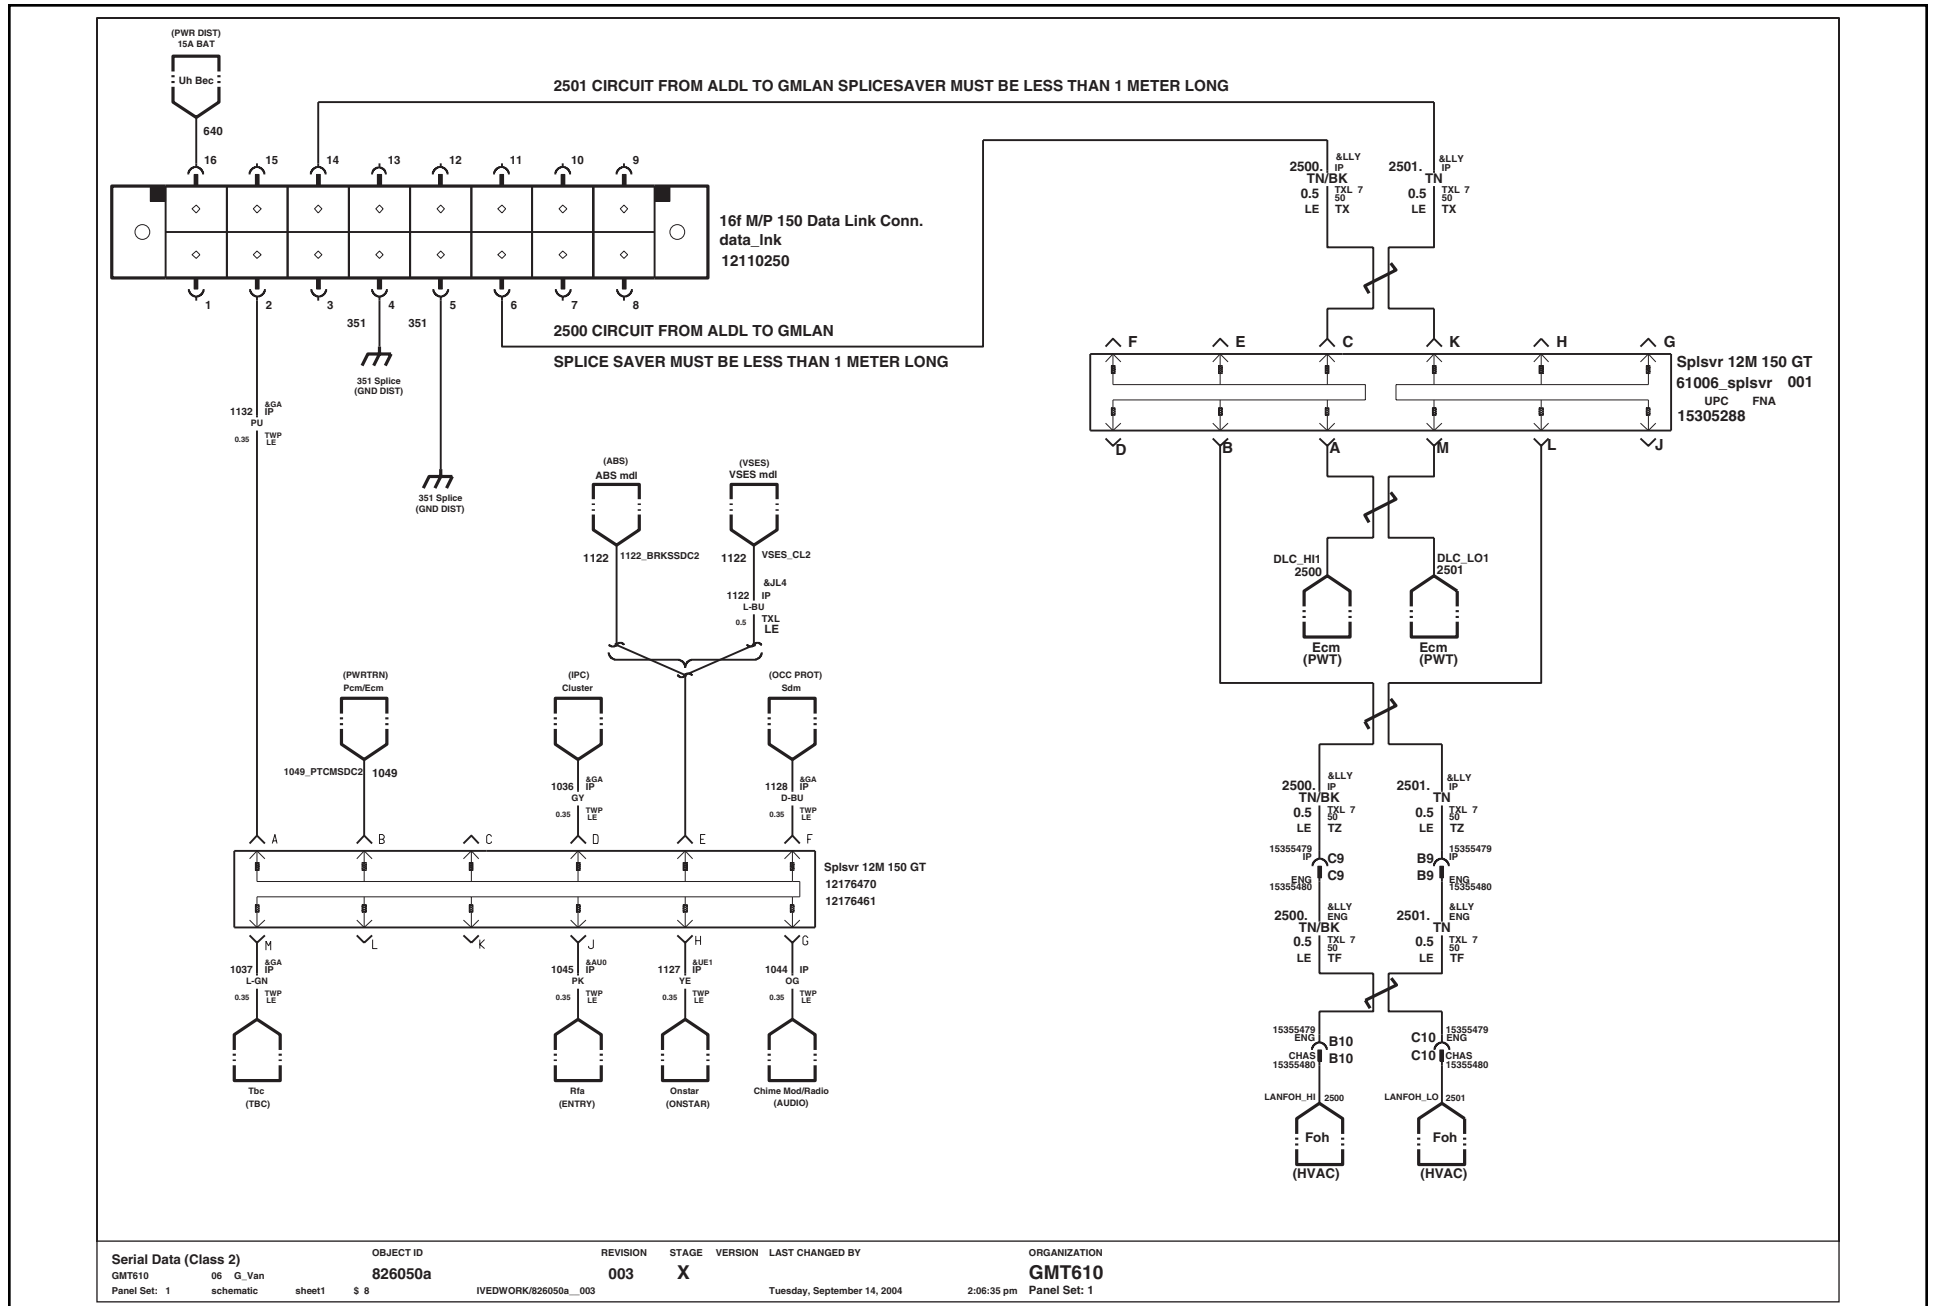 (PWR DIST)
15A BAT
Uh Bec
640
2501 CIRCUIT FROM ALDL TO GMLAN SPLICESAVER MUST BE LESS THAN 1 METER LONG
16 15 14 13 12 11 10 9
16f M/P 150 Data Link Conn.
data_lnk
12110250
1 2 3 4 5 6 7 8
351 351
2500 CIRCUIT FROM ALDL TO GMLAN
SPLICE SAVER MUST BE LESS THAN 1 METER LONG
351 Splice
(GND DIST)
351 Splice
(GND DIST)
&GA
1132 IP
PU
0.35 TWP
LE
&LLY
2500. IP
TN/BK
0.5 TXL 7
50
LE TX
&LLY
2501. IP
TN
0.5 TXL 7
50
LE TX
F E C K H G
Splsvr 12M 150 GT
61006_splsvr 001
UPC FNA
15305288
D B A M L J
(ABS)
ABS mdl
1122 1122_BRKSSDC2
(VSES)
VSES mdl
1122 VSES_CL2
&JL4
1122 IP
L-BU
0.5 TXL
LE
DLC_HI1
2500
Ecm
(PWT)
DLC_LO1
2501
Ecm
(PWT)
(PWRTRN)
Pcm/Ecm
1049_PTCMSDC2 1049
(IPC)
Cluster
&GA
1036 IP
GY
0.35 TWP
LE
(OCC PROT)
Sdm
&GA
1128 IP
D-BU
0.35 TWP
LE
A B C D E F
Splsvr 12M 150 GT
12176470
12176461
M L K J H G
&GA
1037 IP
L-GN
0.35 TWP
LE
Tbc
(TBC)
&AU0
1045 IP
PK
0.35 TWP
LE
Rfa
(ENTRY)
&UE1
1127 IP
YE
0.35 TWP
LE
Onstar
(ONSTAR)
1044 IP
OG
0.35 TWP
LE
Chime Mod/Radio
(AUDIO)
&LLY
2500. IP
TN/BK
0.5 TXL 7
50
LE TZ
15355479
IP C9
ENG C9
15355480
&LLY
2500. ENG
TN/BK
0.5 TXL 7
50
LE TF
15355479
ENG B10
CHAS B10
15355480
LANFOH_HI 2500
Foh
(HVAC)
&LLY
2501. IP
TN
0.5 TXL 7
50
LE TZ
15355479
B9 IP
B9 ENG
15355480
&LLY
2501. ENG
TN
0.5 TXL 7
50
LE TF
15355479
C10 ENG
C10 CHAS
15355480
LANFOH_LO 2501
Foh
(HVAC)
Serial Data (Class 2) OBJECT ID REVISION STAGE VERSION LAST CHANGED BY ORGANIZATION
GMT610 06 G_Van 826050a 003 X GMT610
Panel Set: 1 schematic sheet1 $ 8 IVEDWORK/826050a__003 Tuesday, September 14, 2004 2:06:35 pm Panel Set: 1